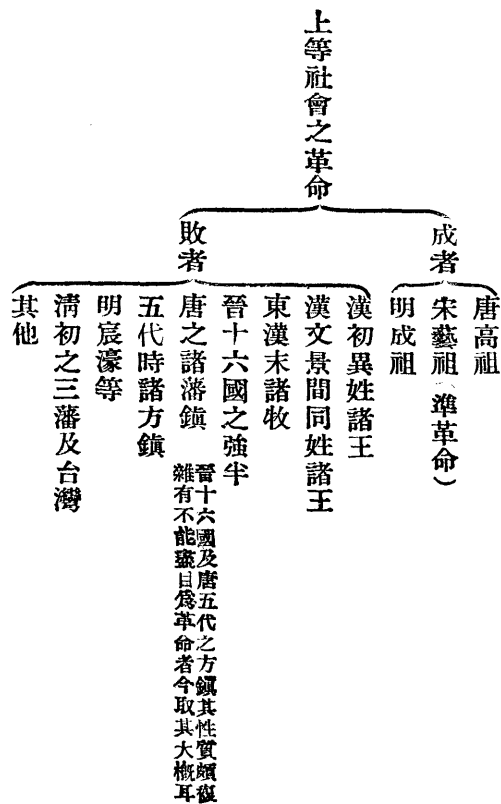 上等社會之革命
成者
唐高祖
宋藝祖（準革命）
明成祖
敗者
漢初異姓諸王
漢文景間同姓諸王
東漢末諸牧
晉十六國之強半
唐之諸藩鎮
晉十六國及唐五代之方鎮其性質頗復
雜有不能盡目爲革命者今取其大概耳
五代時諸方鎮
明宸濠等
清初之三藩及台灣
其他